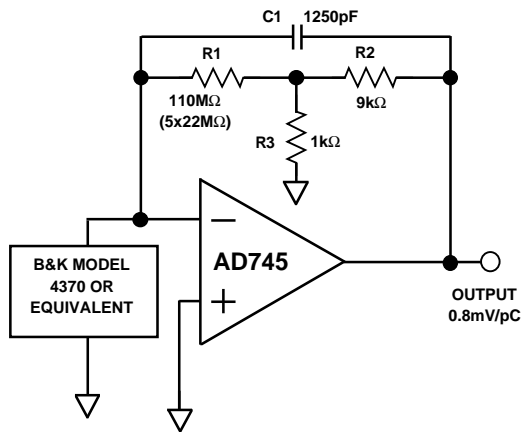 C1 1250pF
R1
R2
110MΩ
(5x22MΩ)
9kΩ
R3
1kΩ
AD745
B&K MODEL
4370 OR
EQUIVALENT
OUTPUT
0.8mV/pC